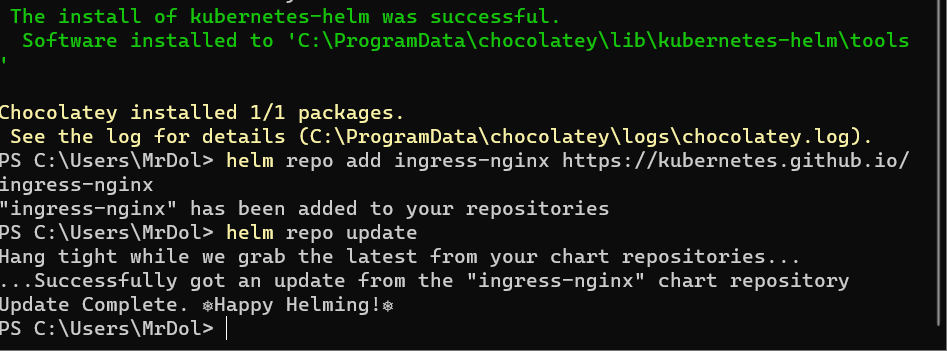 The install of kubernetes-helm was successful.
Software installed to 'C:\ProgramData\chocolatey\lib\kubernetes-helm\tools
'
Chocolatey installed 1/1 packages.
See the log for details (C:\ProgramData\chocolatey\logs\chocolatey.log).
PS C:\Users\MrDol> helm repo add ingress-nginx https://kubernetes.github.io/
ingress-nginx
"ingress-nginx" has been added to your repositories
PS C:\Users\MrDol> helm repo update
Hang tight while we grab the latest from your chart repositories...
...Successfully got an update from the "ingress-nginx" chart repository
Update Complete. ⎈Happy Helming!⎈
PS C:\Users\MrDol>